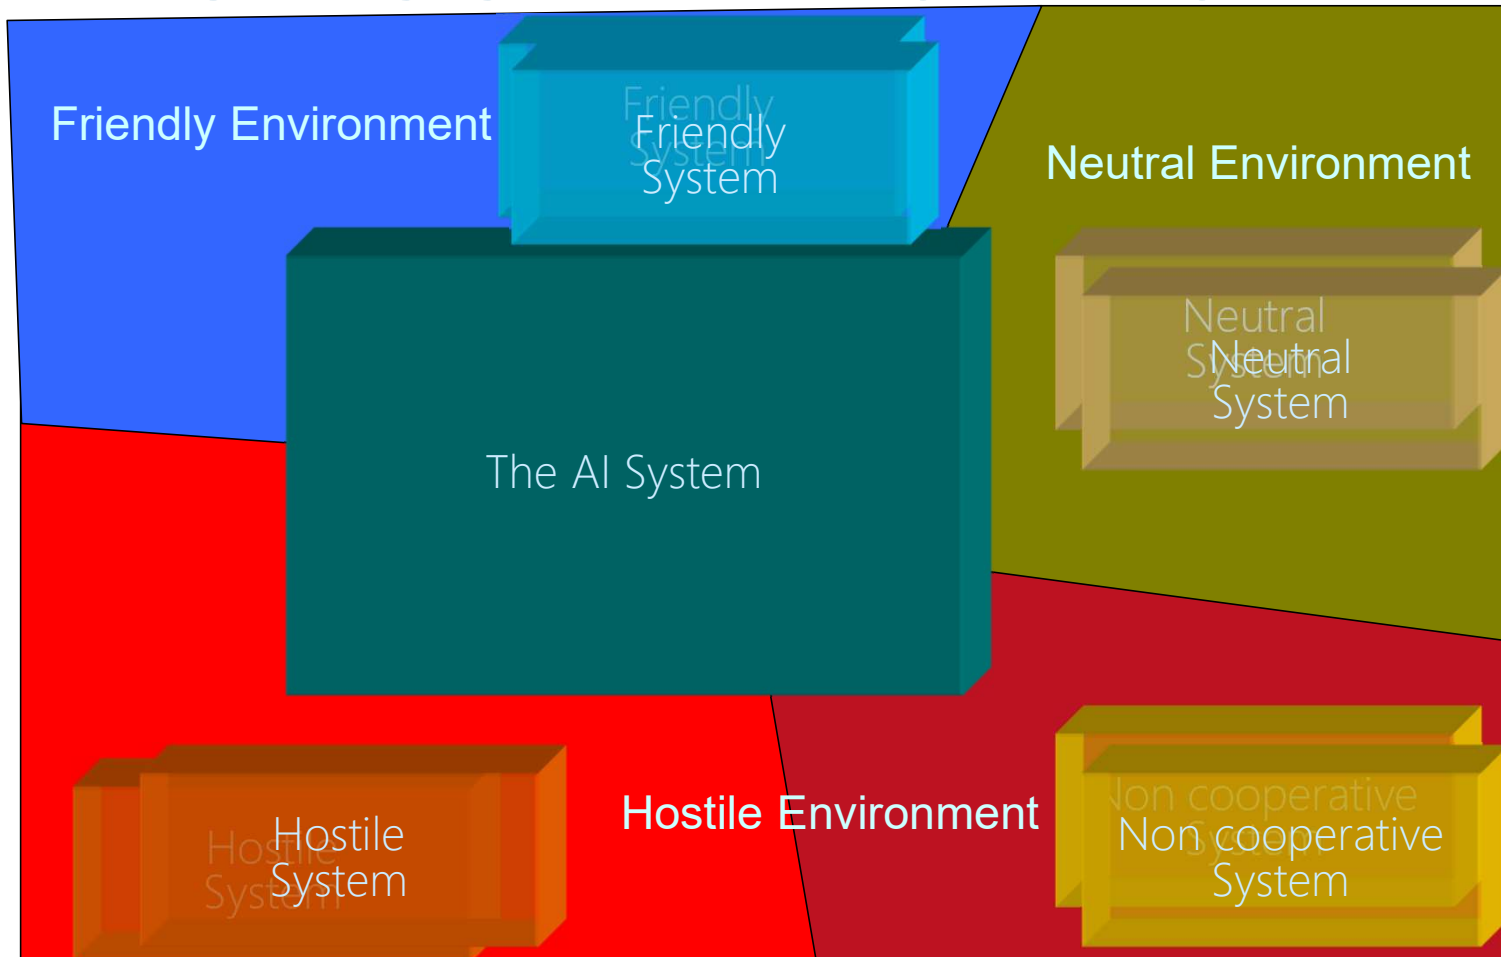 Friendly Environment
Friendly
System
Friendly
System
Neutral Environment
Neutral
System
Neutral
System
The AI System
Hostile Environment
Hostile
System
Hostile
System
Non cooperative
System
Non cooperative
System